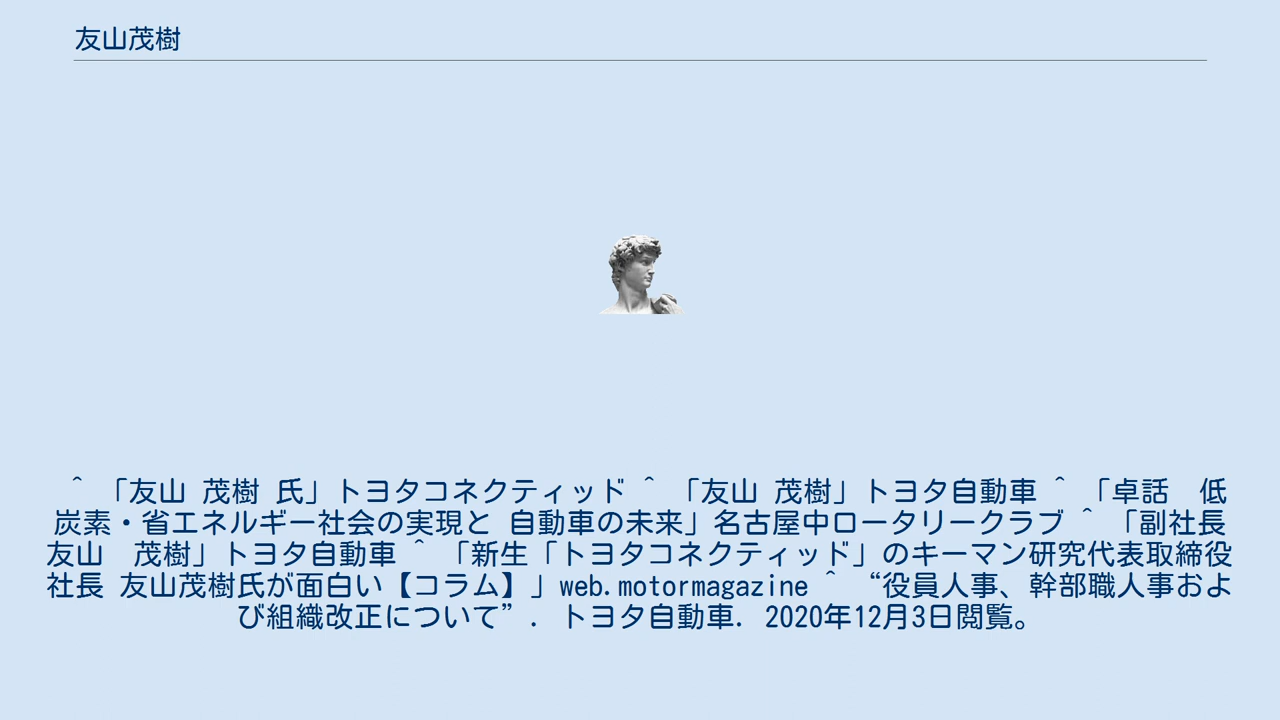 友山茂樹
^ 「友山 茂樹 氏」トヨタコネクティッド ^ 「友山 茂樹」トヨタ自動車 ^ 「卓話　低
炭素・省エネルギー社会の実現と 自動車の未来」名古屋中ロータリークラブ ^ 「副社長
友山　茂樹」トヨタ自動車 ^ 「新生「トヨタコネクティッド」のキーマン研究代表取締役
社長 友山茂樹氏が面白い【コラム】」web.motormagazine ^ “役員人事、幹部職人事およ
び組織改正について”. トヨタ自動車. 2020年12月3日閲覧。